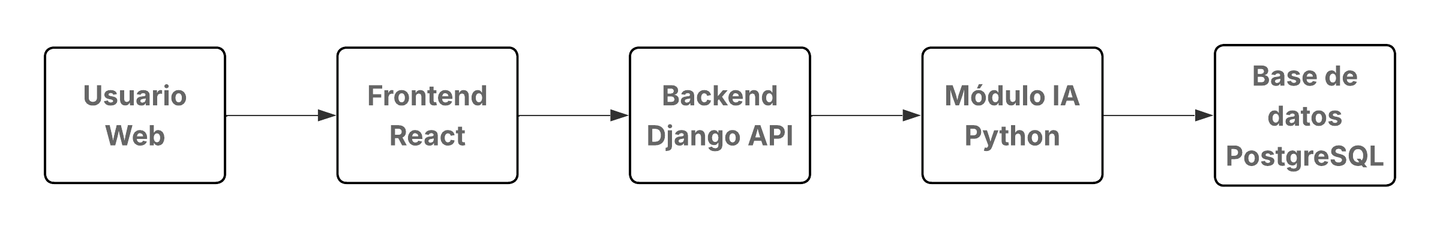 Usuario
Web
Frontend
React
Backend
Django API
Módulo IA
Python
Base de
datos
PostgreSQL